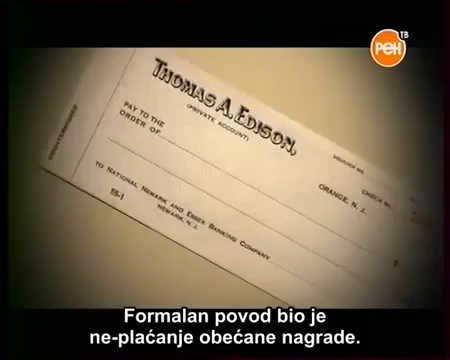 РЕН ТВ
THOMAS A. EDISON,
(PRIVATE ACCOUNT)
PAY TO THE
ORDER OF
ORANGE, N. J.
TO NATIONAL NEWARK AND ESSEX BANKING COMPANY
NEWARK, N. J.
55-1
Formalan povod bio je
ne-plaćanje obećane nagrade.